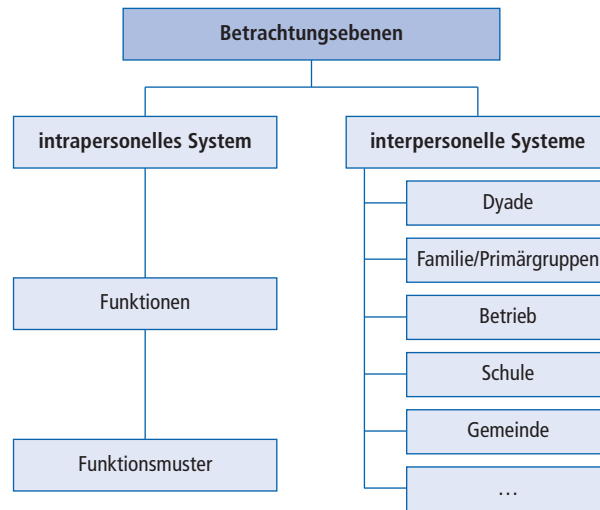 Betrachtungsebenen
intrapersonelles System
Funktionen
Funktionsmuster
interpersonelle Systeme
Dyade
Familie/Primärgruppen
Betrieb
Schule
Gemeinde
…